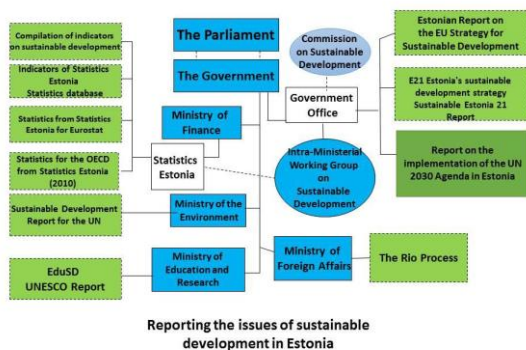 Compilation of indicators
on sustainable development
Indicators of Statistics
Estonia
Statistics database
Statistics from Statistics
Estonia for Eurostat
Statistics for the OECD
from Statistics Estonia
(2010)
Sustainable Development
Report for the UN
EduSD
UNESCO Report
The Parliament
The Government
Ministry of
Finance
Statistics
Estonia
Ministry of the
Environment
Ministry of
Education and
Research
Commission
on Sustainable
Development
Government
Office
Intra-Ministerial
Working Group
on
Sustainable
Development
Ministry of
Foreign Affairs
Estonian Report on
the EU Strategy for
Sustainable Development
E21 Estonia's sustainable
development strategy
Sustainable Estonia 21
Report
Report on the
implementation of the UN
2030 Agenda in Estonia
The Rio Process
Reporting the issues of sustainable
development in Estonia